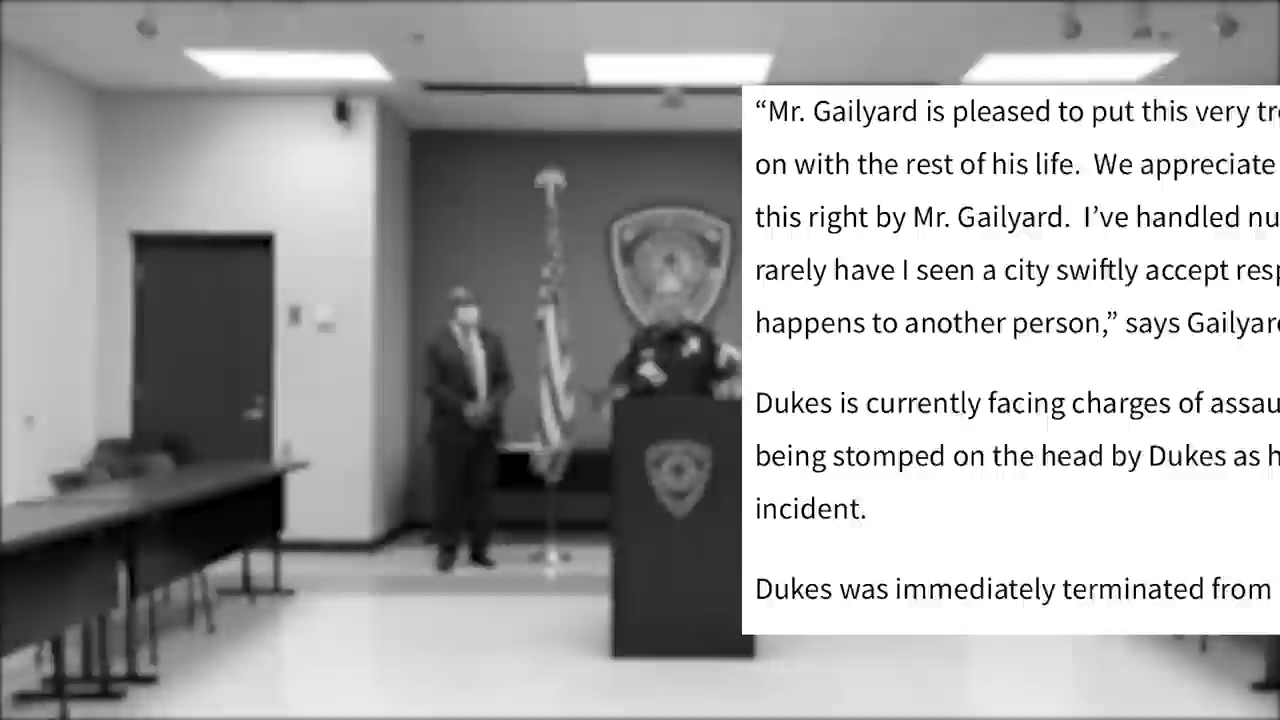 “Mr. Gailyard is pleased to put this very
on with the rest of his life.  We appreciate
this right by Mr. Gailyard.  I’ve handled
rarely have I seen a city swiftly accept
happens to another person,” says
Dukes is currently facing charges of
being stomped on the head by Dukes as
incident.
Dukes was immediately terminated from